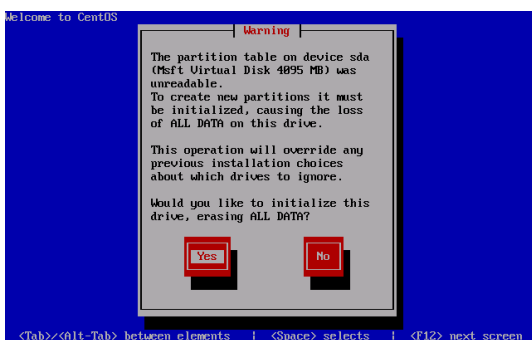 Welcome to CentOS
Warning
The partition table on device sda
(Msft Virtual Disk 4095 MB) was
unreadable.
To create new partitions it must
be initialized, causing the loss
of ALL DATA on this drive.
This operation will override any
previous installation choices
about which drives to ignore.
Would you like to initialize this
drive, erasing ALL DATA?
Yes No
<Tab>/<Alt-Tab> between elements | <Space> selects | <F12> next screen